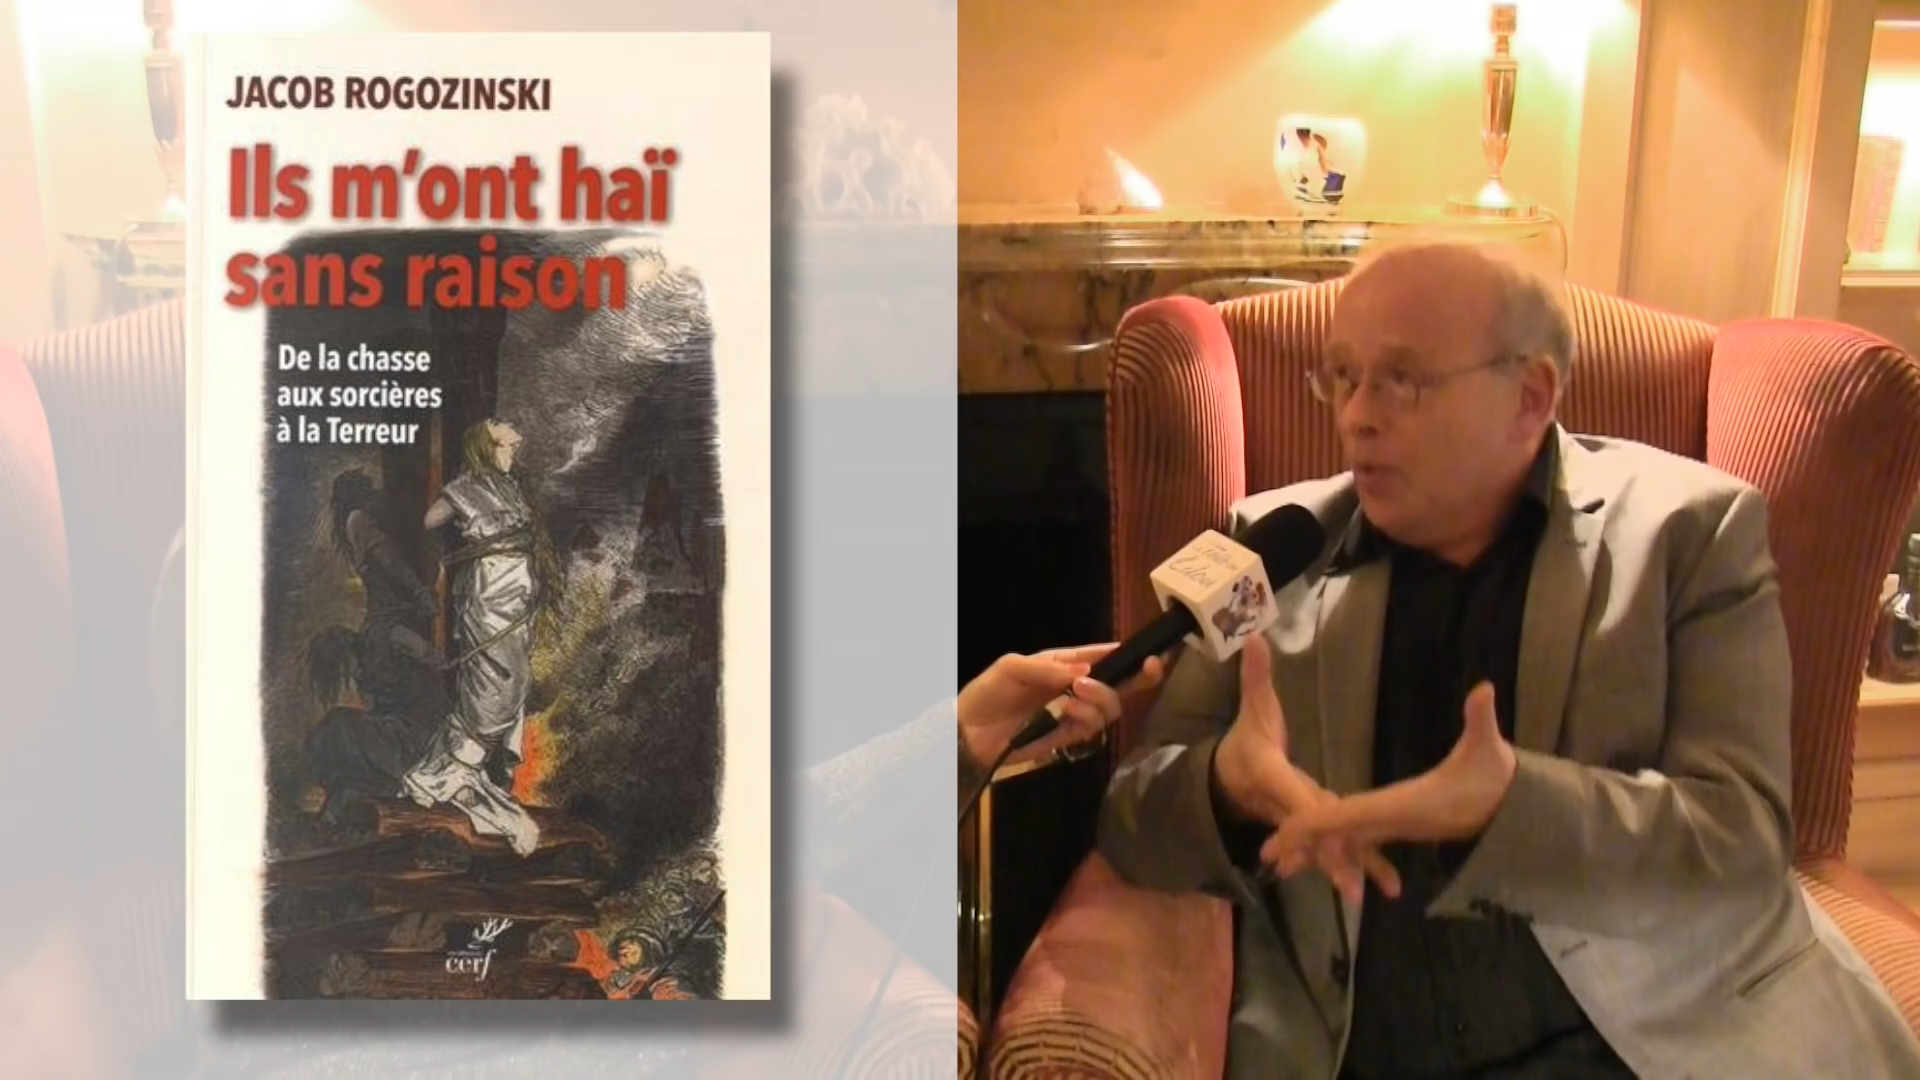 JACOB ROGOZINSKI
Ils m'ont haï
sans raison
De la chasse
aux sorcières
à la Terreur
cerf